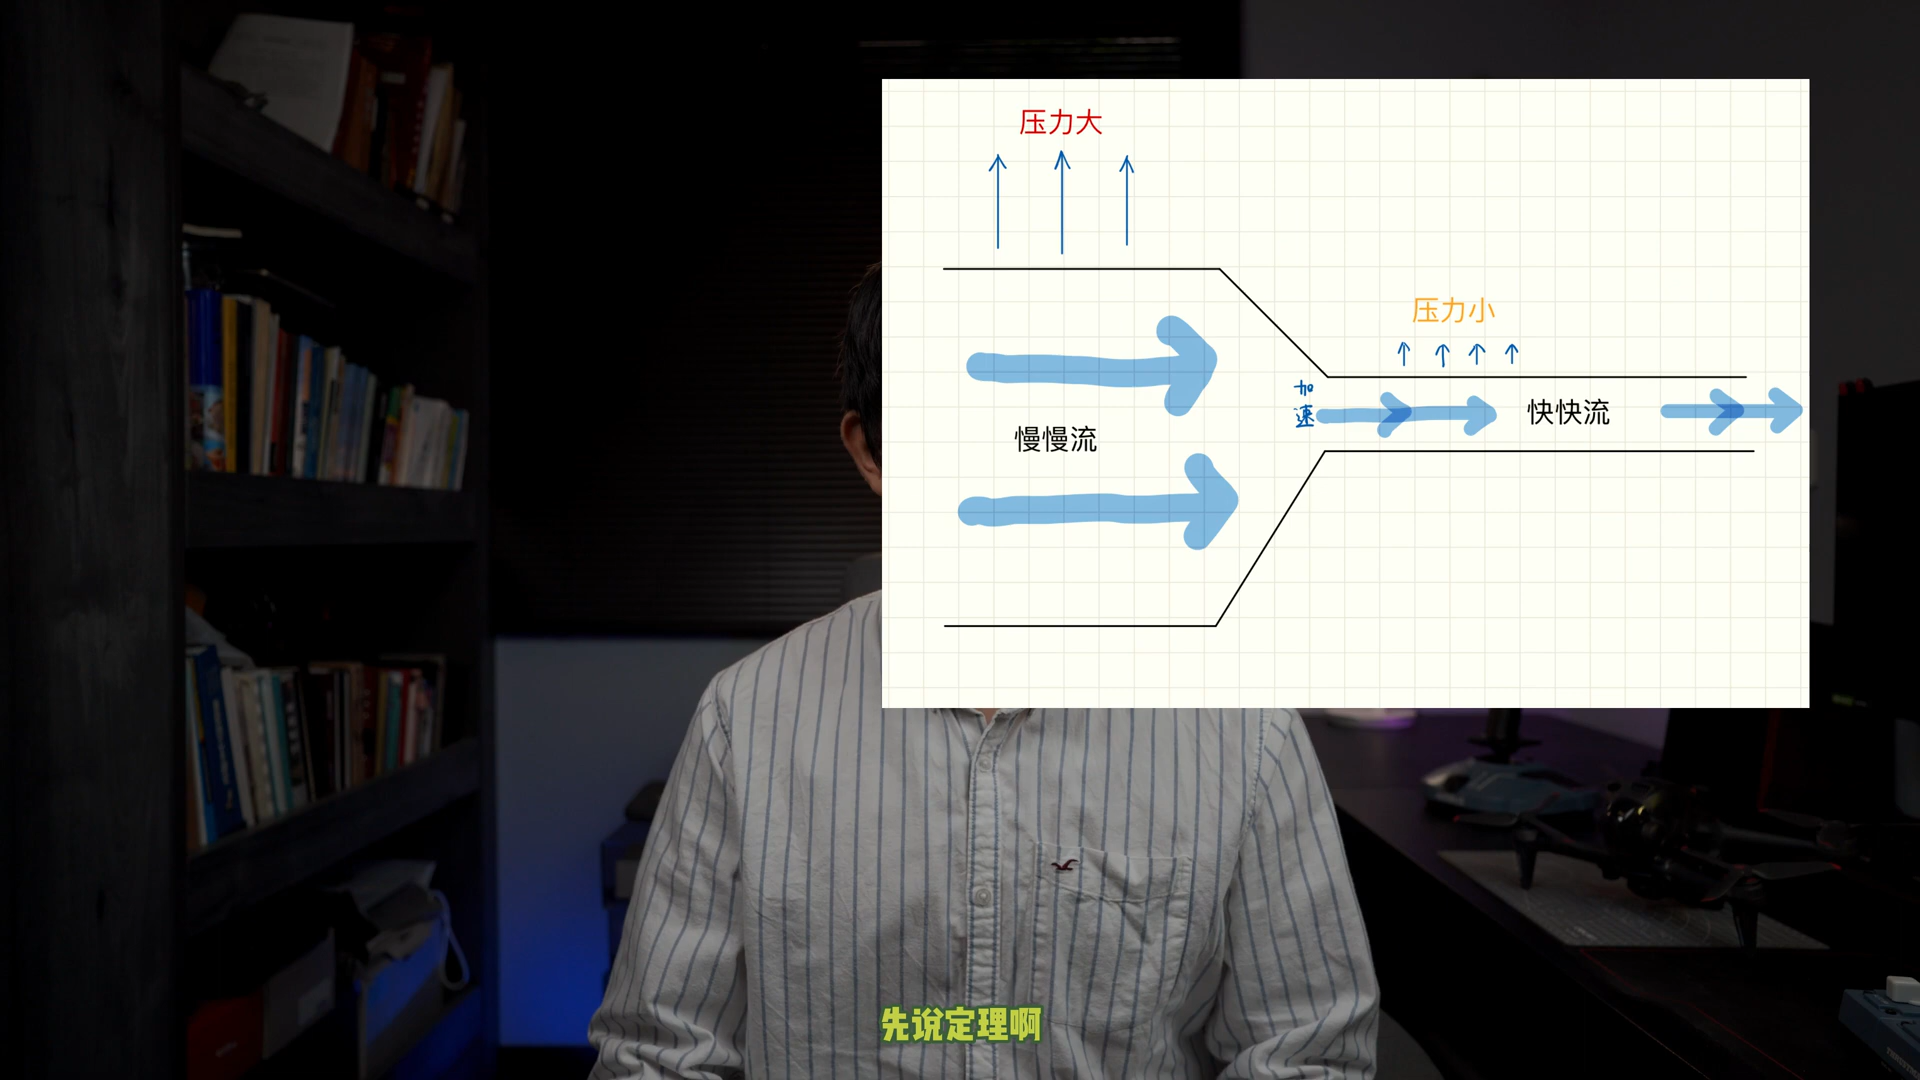 压力大
压力小
加速
慢慢流
快快流
先说定理啊